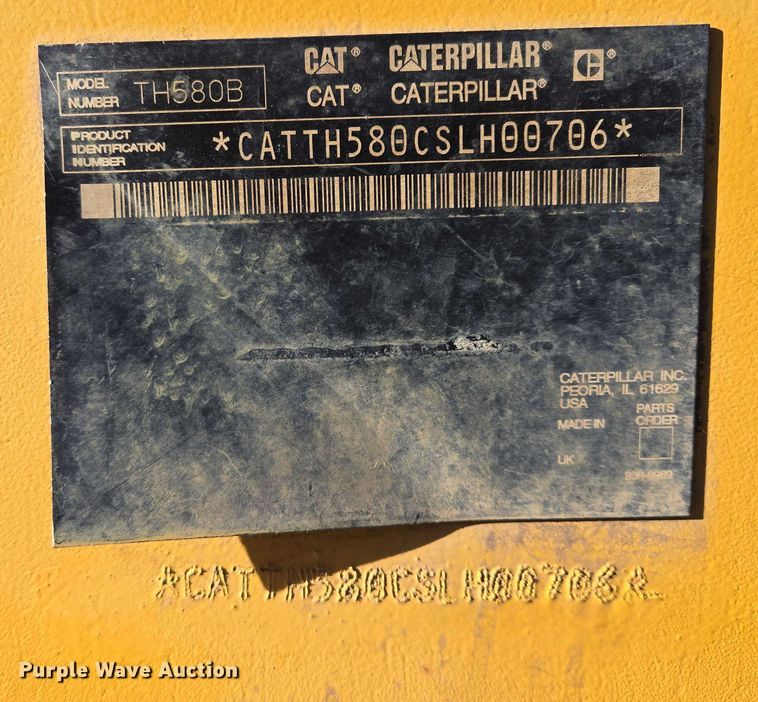 CAT® CATERPILLAR® C®
CAT® CATERPILLAR®
MODEL NUMBER TH580B
PRODUCT IDENTIFICATION NUMBER *CATTH580CSLH00706*
CATERPILLAR INC.
PEORIA, IL 61629
USA
PARTS ORDER
MADE IN
UK
*CATTH580CSLH00706*
Purple Wave Auction